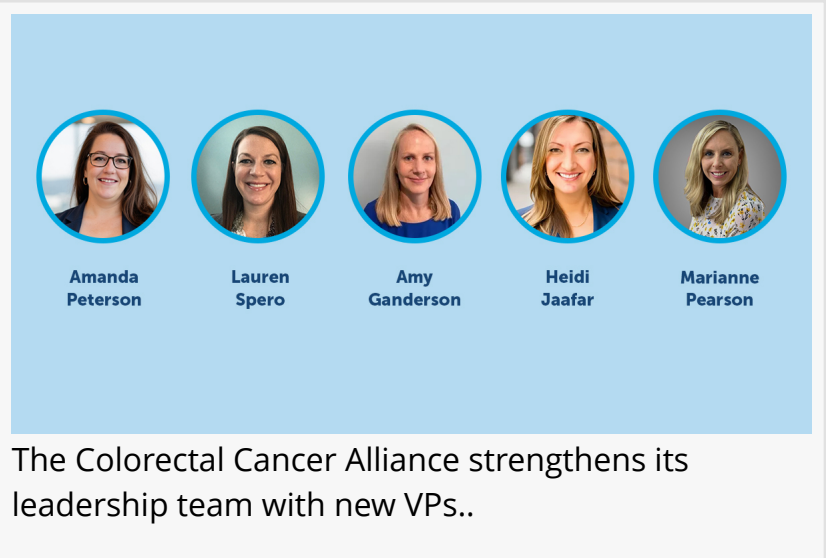 Amanda
Peterson
Lauren
Spero
Amy
Ganderson
Heidi
Jaafar
Marianne
Pearson
The Colorectal Cancer Alliance strengthens its
leadership team with new VPs..